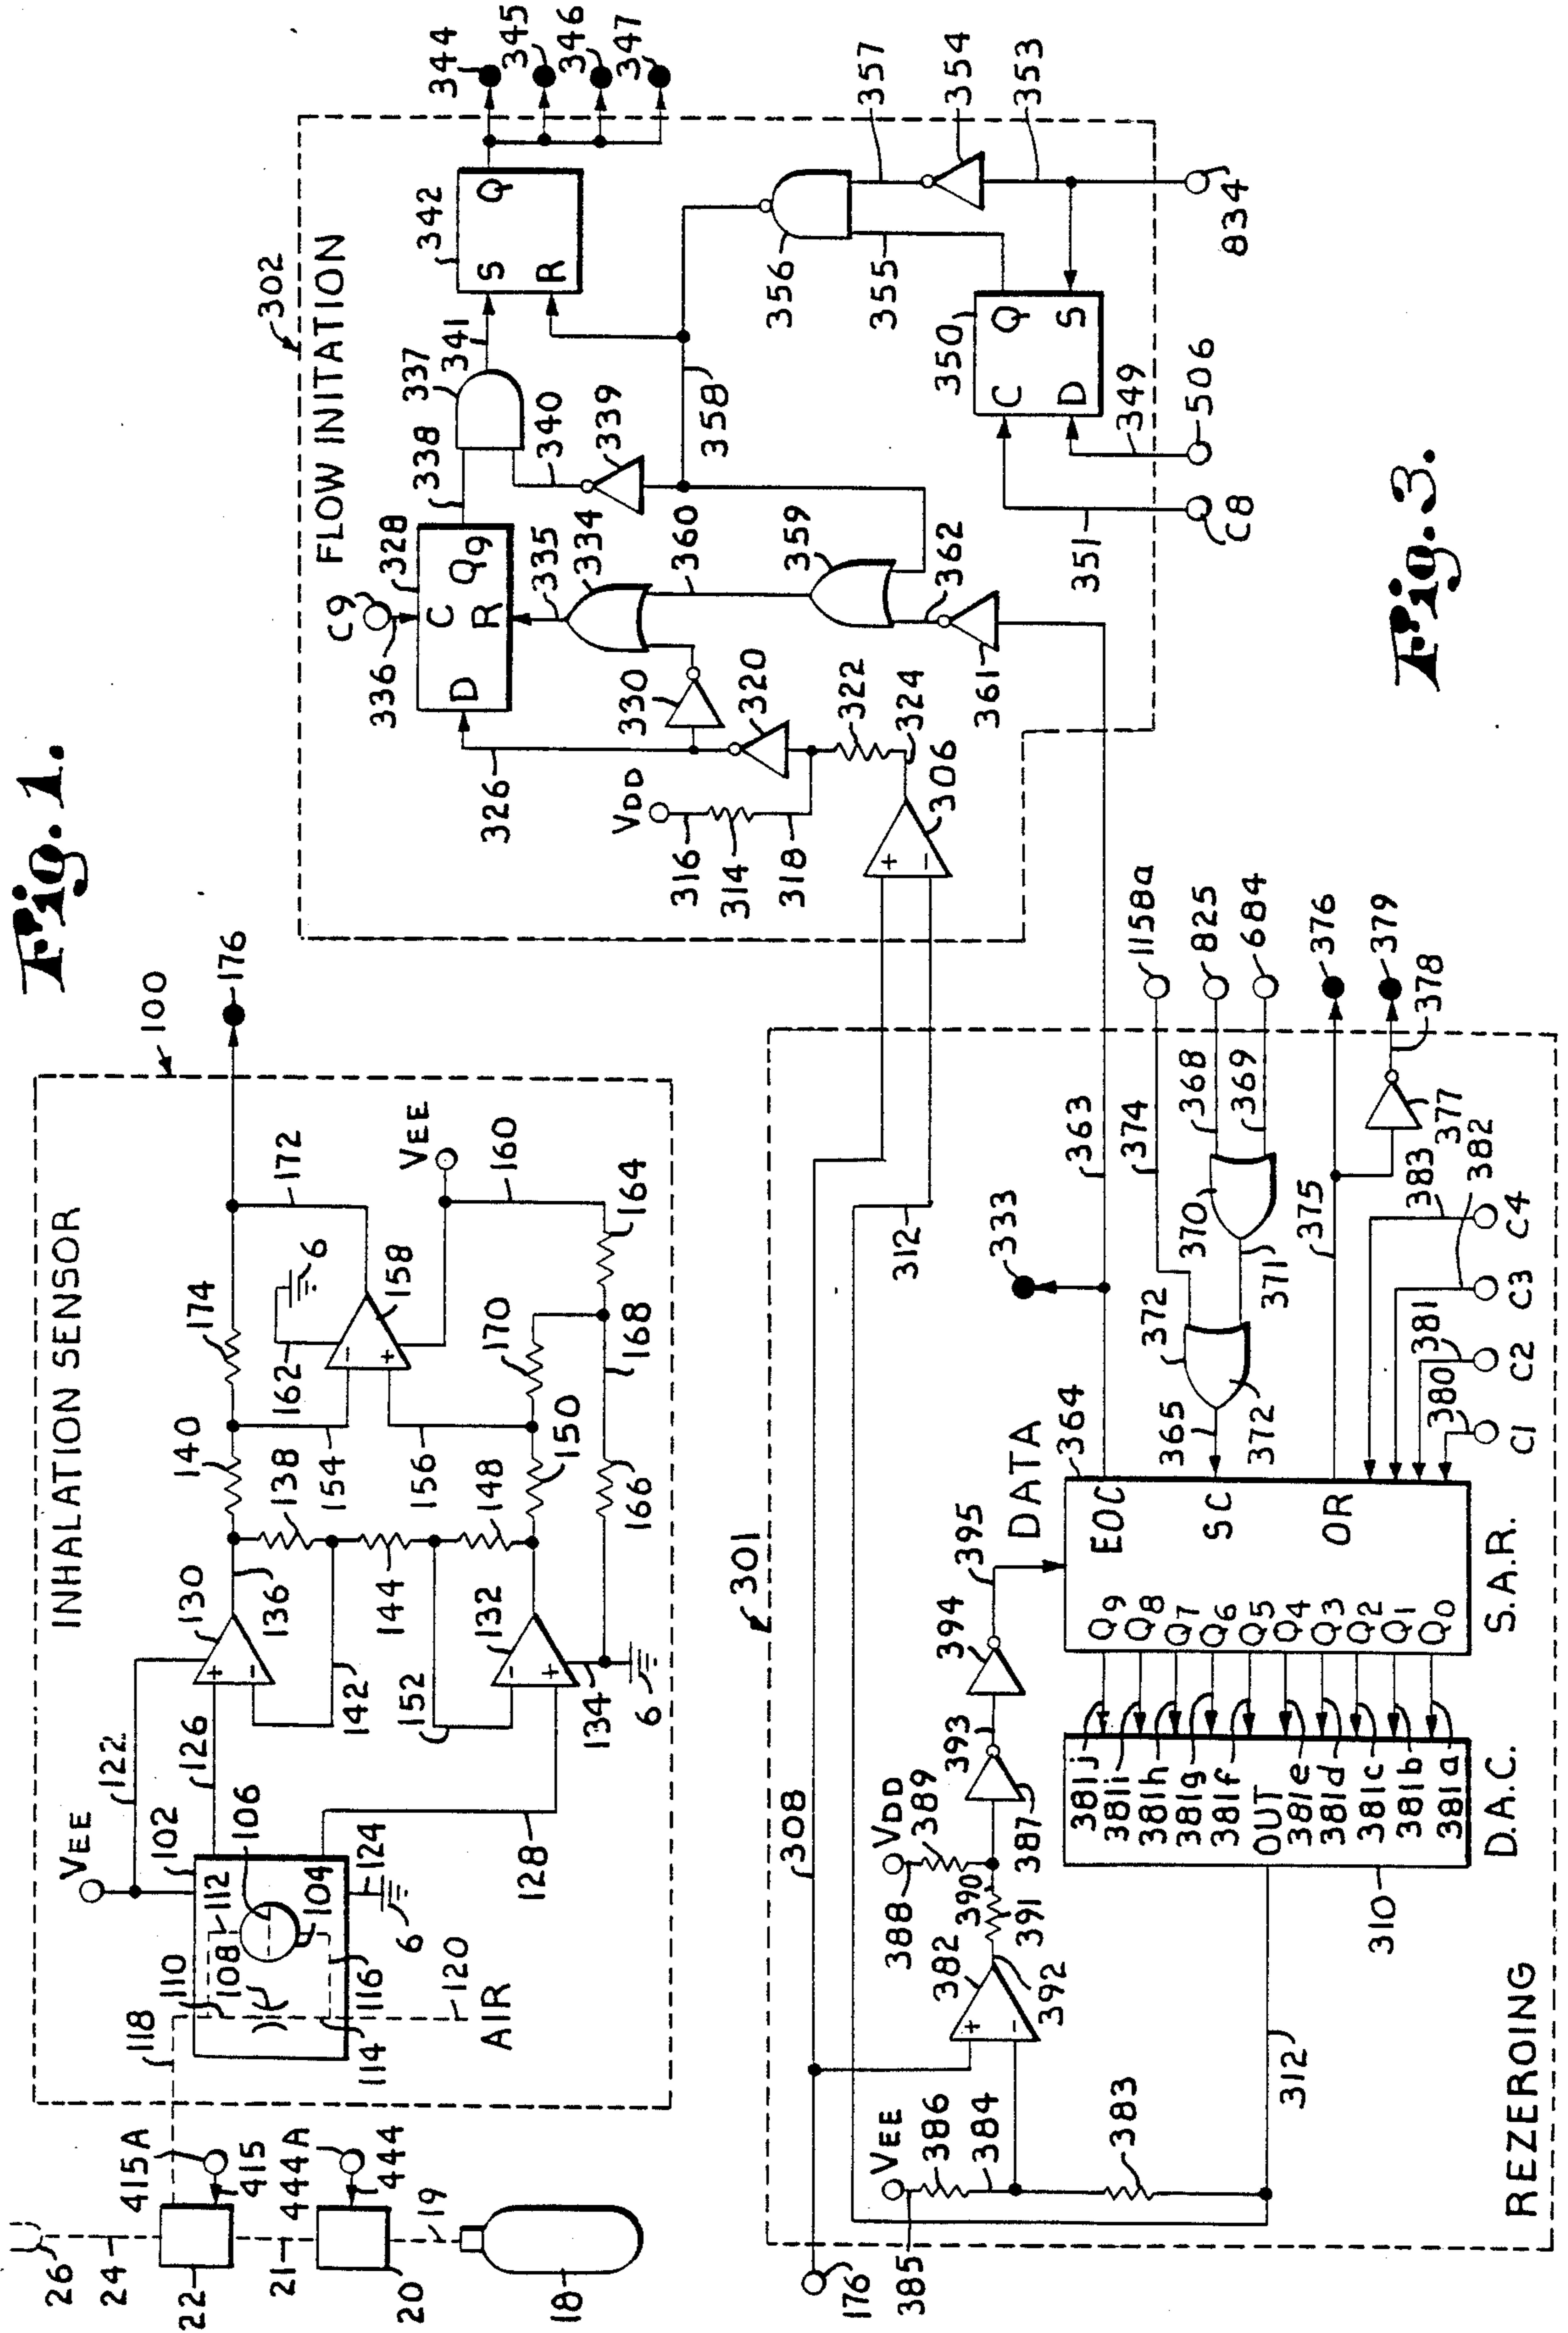 Fig. 1.
INHALATION SENSOR
100
26
24
22
21
20
19
18
415A
415
444A
444
118
110
108
112
106
104
102
VEE
122
126
124
6
128
116
114
120
AIR
130
136
142
140
138
154
144
152
132
134
6
148
156
150
166
168
170
174
162
6
158
172
VEE
160
164
176
+
-
-
+
-
+
Fig. 3.
FLOW INITATION
302
C9
336
328
D
C
Q9
R
338
337
341
342
S
Q
R
344
345
346
347
340
339
335
334
330
326
VDD
316
314
318
320
322
324
306
+
-
360
359
362
361
358
356
355
357
354
353
350
C
Q
D
S
351
349
C8
506
834
REZEROING
301
176
308
312
312
VEE
385
386
384
383
382
+
-
392
391
390
388
VDD
389
387
393
394
395
DATA
364
EOC
SC
OR
Q9
Q8
Q7
Q6
Q5
Q4
Q3
Q2
Q1
Q0
S.A.R.
381j
381i
381h
381g
381f
OUT
381e
381d
381c
381b
381a
D.A.C.
310
333
363
374
1158a
368
825
369
684
370
371
372
372
365
375
376
377
378
379
380
381
382
383
C1
C2
C3
C4